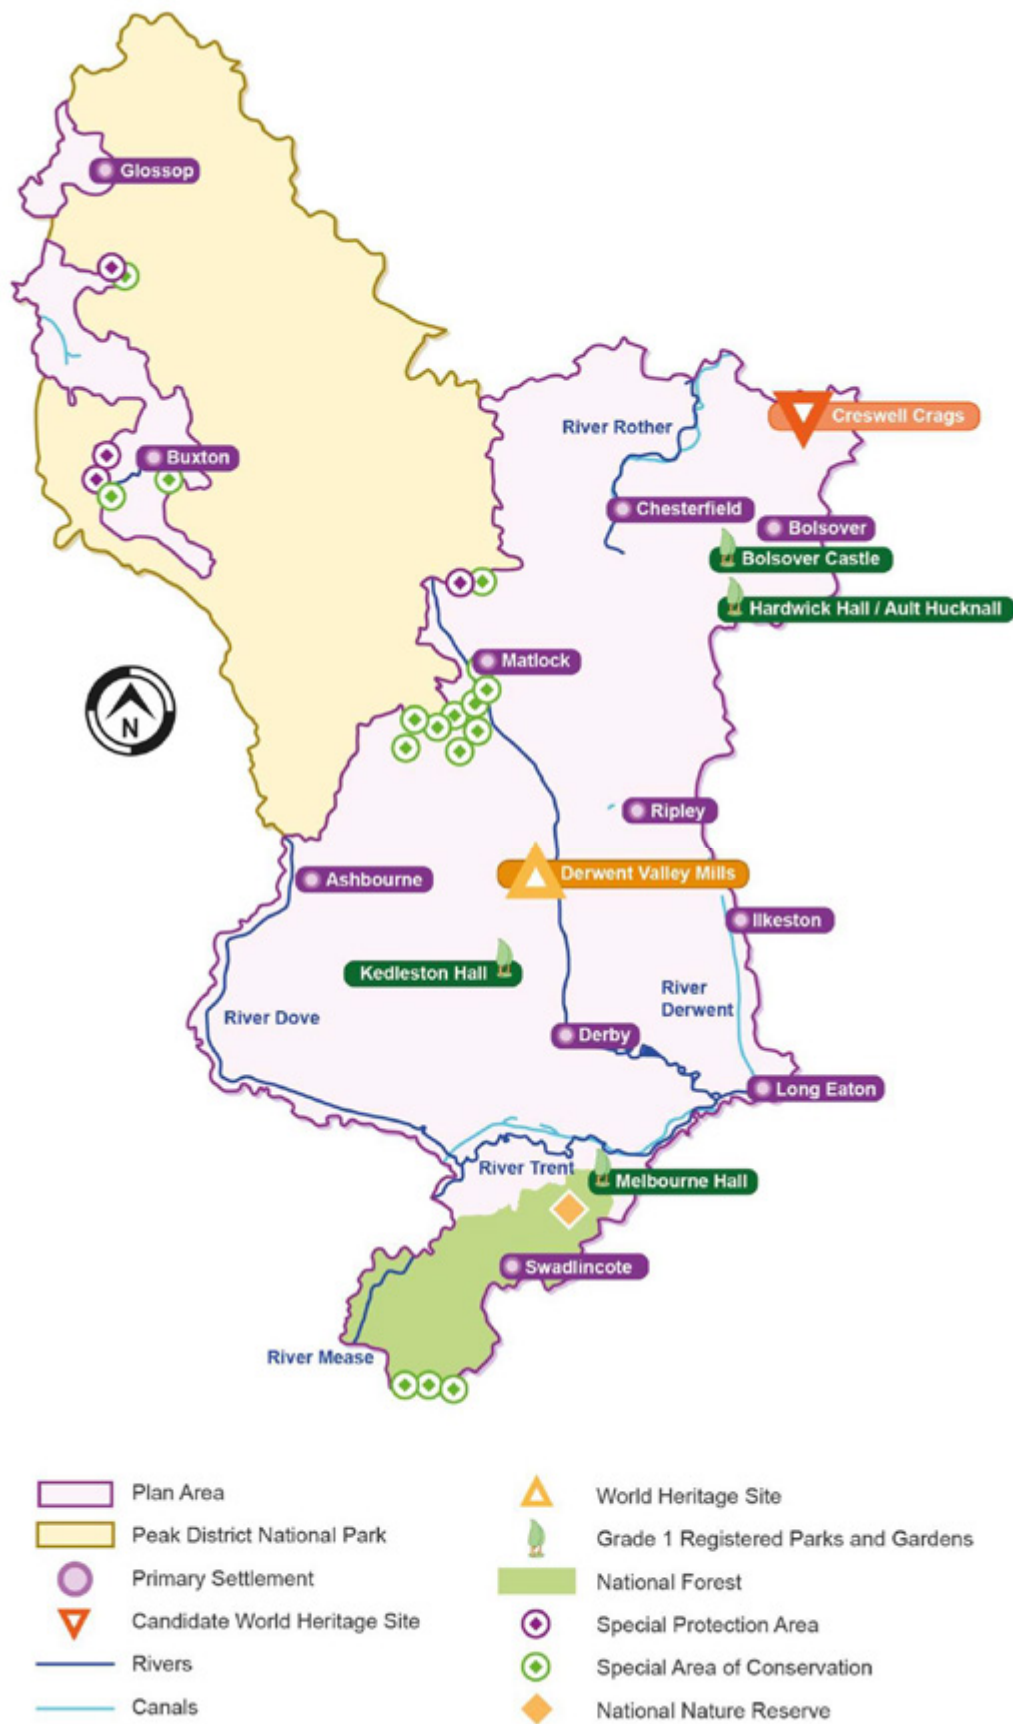 Glossop
Buxton
River Rother
Creswell Crags
Chesterfield
Bolsover
Bolsover Castle
Hardwick Hall / Ault Hucknall
Matlock
N
Ripley
Derwent Valley Mills
Ashbourne
Ilkeston
Kedleston Hall
River
Derwent
River Dove
Derby
Long Eaton
River Trent
Melbourne Hall
Swadlincote
River Mease
Plan Area
Peak District National Park
Primary Settlement
Candidate World Heritage Site
Rivers
Canals
World Heritage Site
Grade 1 Registered Parks and Gardens
National Forest
Special Protection Area
Special Area of Conservation
National Nature Reserve